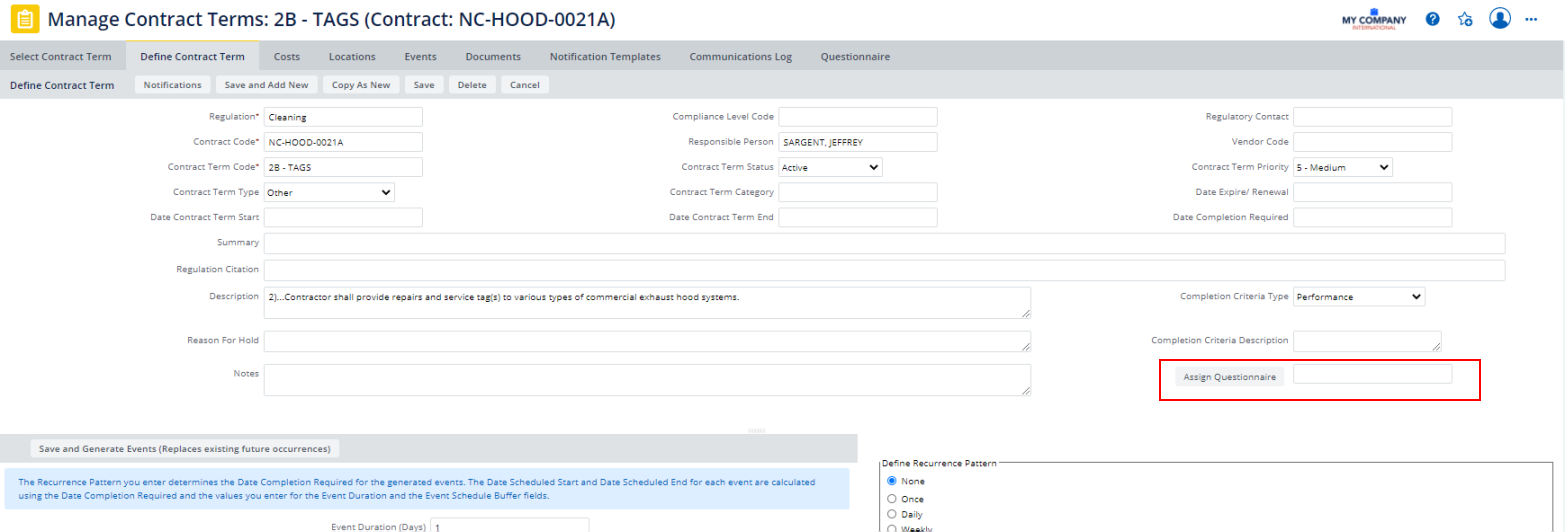 Manage Contract Terms: 2B - TAGS (Contract: NC-HOOD-0021A)
MY COMPANY
INTERNATIONAL
?
Select Contract Term Define Contract Term Costs Locations Events Documents Notification Templates Communications Log Questionnaire
Define Contract Term Notifications Save and Add New Copy As New Save Delete Cancel
Regulation* Cleaning Compliance Level Code Regulatory Contact
Contract Code* NC-HOOD-0021A Responsible Person SARGENT, JEFFREY Vendor Code
Contract Term Code* 2B - TAGS Contract Term Status Active Contract Term Priority 5 - Medium
Contract Term Type Other Contract Term Category Date Expire/ Renewal
Date Contract Term Start Date Contract Term End Date Completion Required
Summary
Regulation Citation
Description 2)...Contractor shall provide repairs and service tag(s) to various types of commercial exhaust hood systems. Completion Criteria Type Performance
Reason For Hold Completion Criteria Description
Notes Assign Questionnaire
Save and Generate Events (Replaces existing future occurrences)
The Recurrence Pattern you enter determines the Date Completion Required for the generated events. The Date Scheduled Start and Date Scheduled End for each event are calculated
using the Date Completion Required and the values you enter for the Event Duration and the Event Schedule Buffer fields.
Event Duration (Days) 1
Define Recurrence Pattern
None
Once
Daily
Weekly